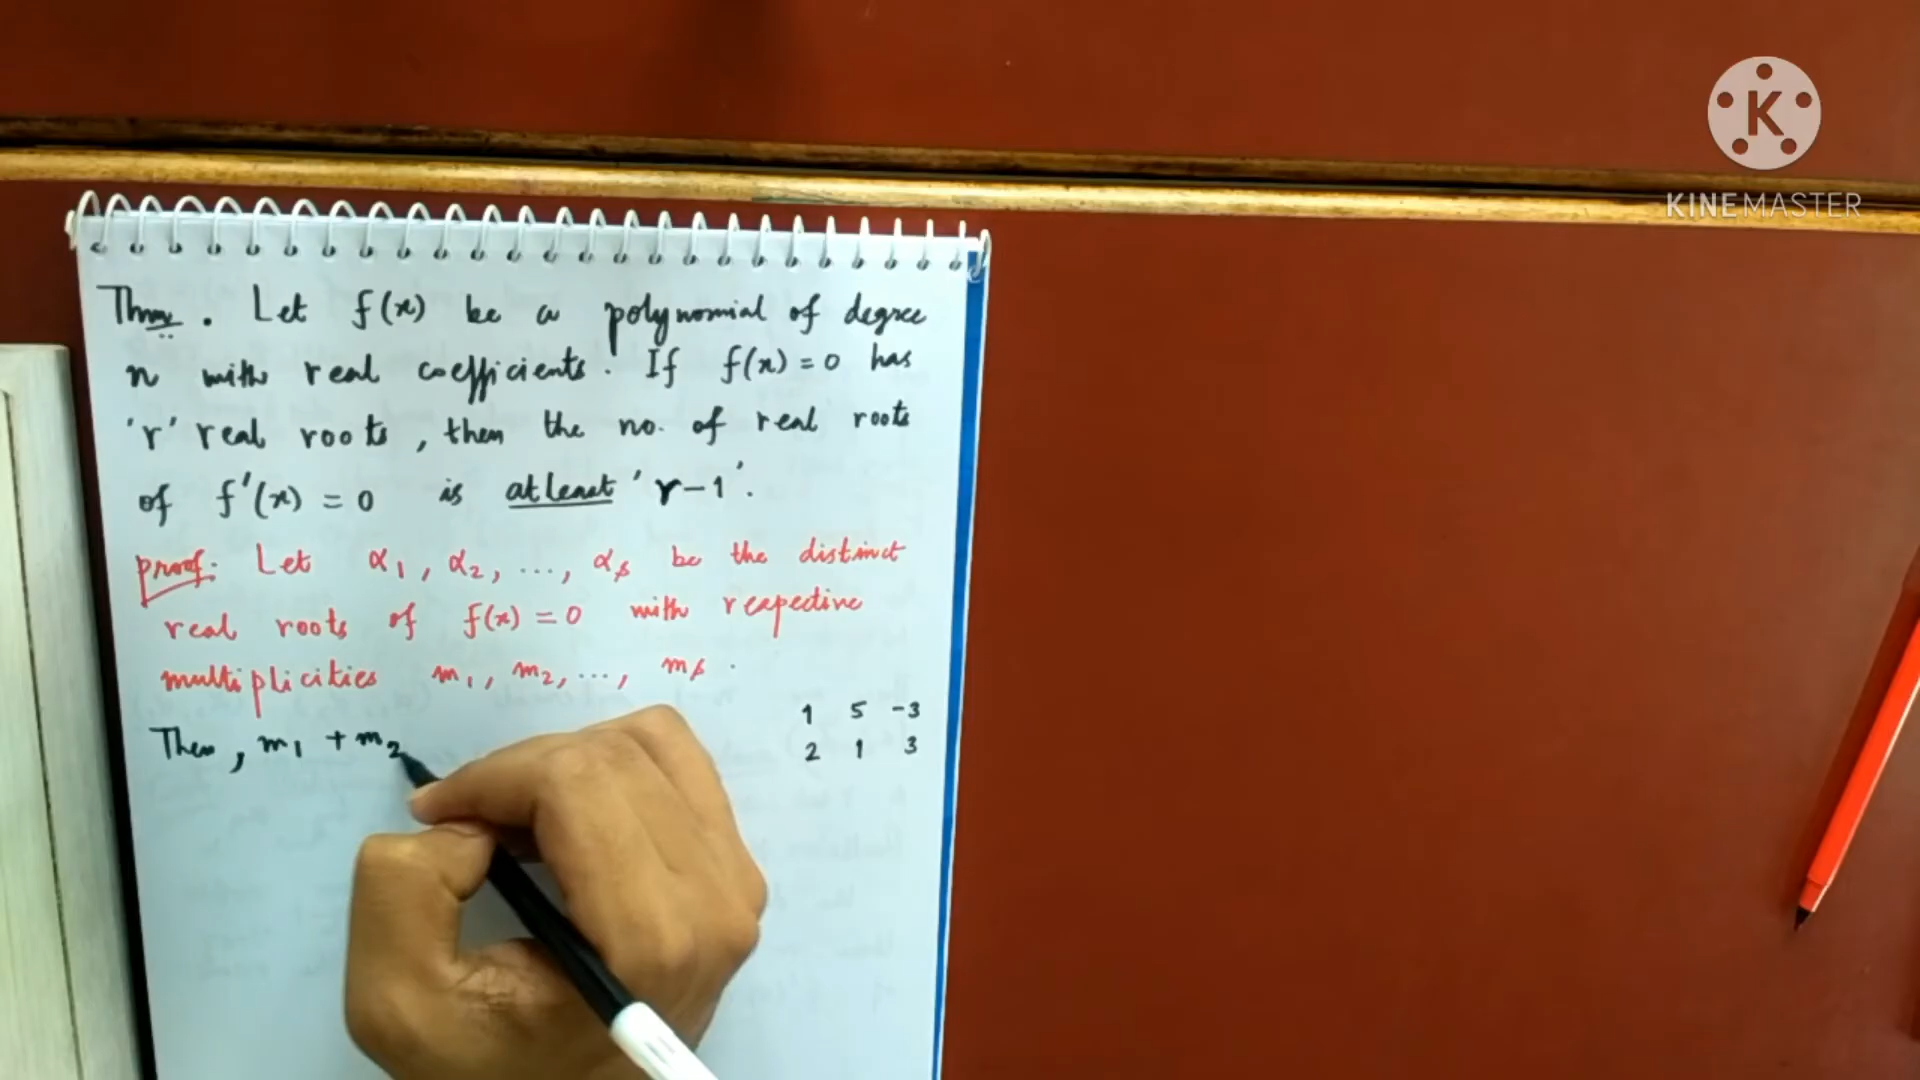 K
KINEMASTER
Thm. Let f(x) be a polynomial of degree
n with real coefficients. If f(x) = 0 has
'r' real roots, then the no. of real roots
of f'(x) = 0 is atleast 'r-1'.
proof: Let α₁, α₂, ..., αₛ be the distinct
real roots of f(x) = 0 with respective
multiplicities m₁, m₂, ..., mₛ.
1 5 -3
Then, m₁ + m₂
2 1 3